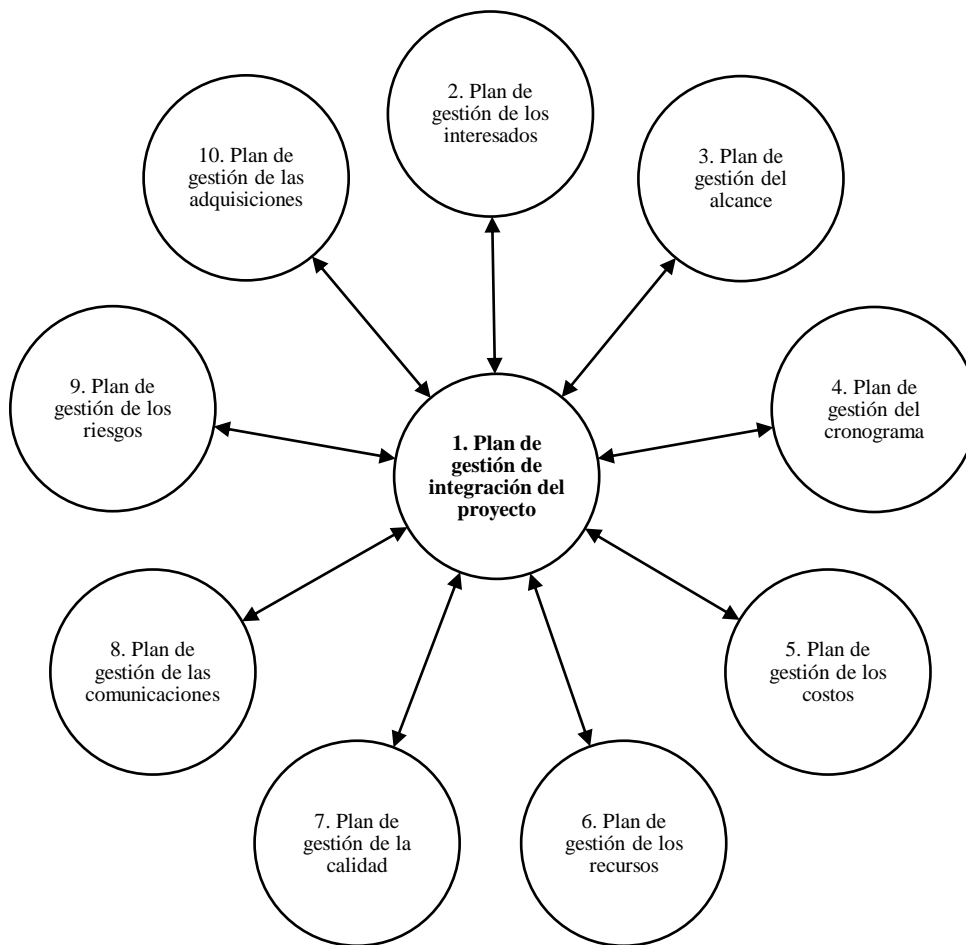 1. Plan de
gestión de
integración del
proyecto
2. Plan de
gestión de los
interesados
3. Plan de
gestión del
alcance
4. Plan de
gestión del
cronograma
5. Plan de
gestión de los
costos
6. Plan de
gestión de los
recursos
7. Plan de
gestión de la
calidad
8. Plan de
gestión de las
comunicaciones
9. Plan de
gestión de los
riesgos
10. Plan de
gestión de las
adquisiciones